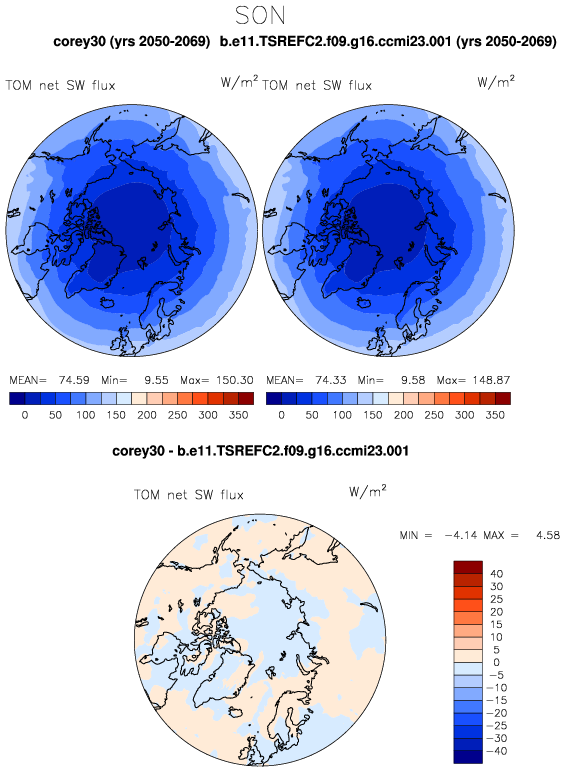 SON
corey30 (yrs 2050-2069) b.e11.TSREFC2.f09.g16.ccmi23.001 (yrs 2050-2069)
TOM net SW flux W/m² TOM net SW flux W/m²
MEAN= 74.59 Min= 9.55 Max= 150.30 MEAN= 74.33 Min= 9.58 Max= 148.87
0 50 100 150 200 250 300 350 0 50 100 150 200 250 300 350
corey30 - b.e11.TSREFC2.f09.g16.ccmi23.001
TOM net SW flux W/m²
MIN = -4.14 MAX = 4.58
40
30
25
20
15
10
5
0
-5
-10
-15
-20
-25
-30
-40